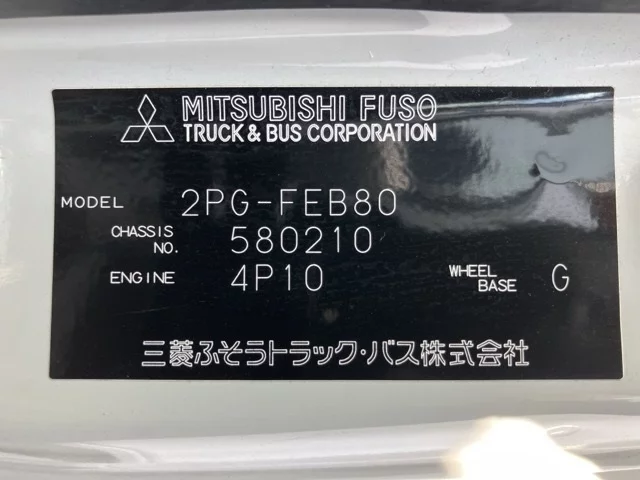 MITSUBISHI FUSO
TRUCK & BUS CORPORATION
MODEL 2PG-FEB80
CHASSIS NO. 580210
ENGINE 4P10 WHEEL BASE G
三菱ふそうトラック・バス株式会社